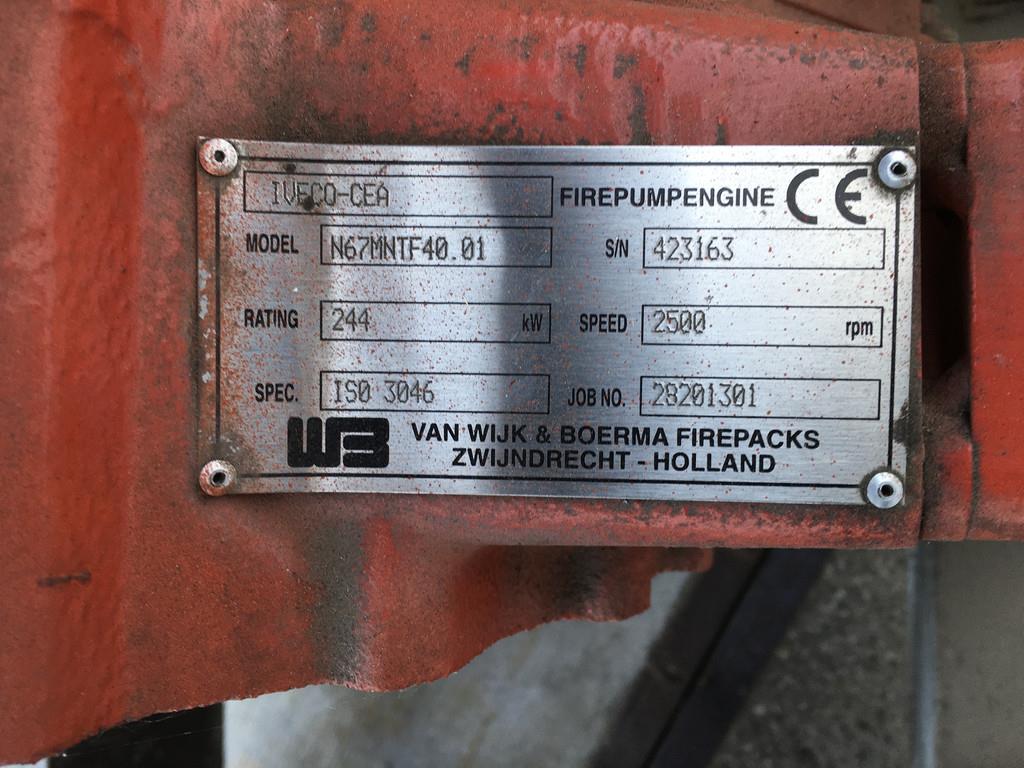 IVECO-CEA FIREPUMPENGINE CE
MODEL N67MNTF40.01 S/N 423163
RATING 244 kW SPEED 2500 rpm
SPEC. ISO 3046 JOB NO. 28201301
WB VAN WIJK & BOERMA FIREPACKS
ZWIJNDRECHT - HOLLAND